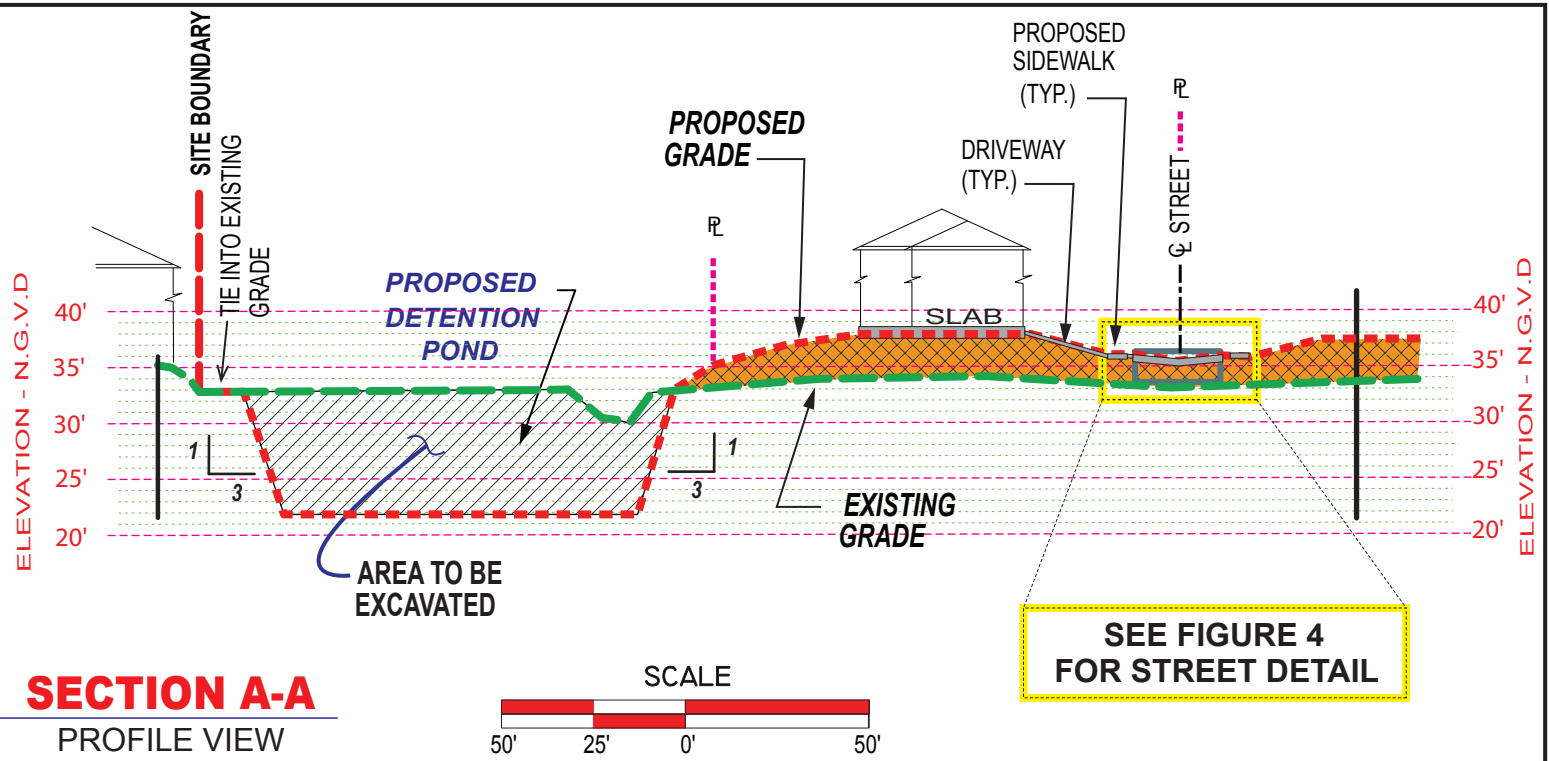 SITE BOUNDARY
TIE INTO EXISTING
GRADE
PROPOSED
DETENTION
POND
PROPOSED
GRADE
PROPOSED
SIDEWALK
(TYP.)
DRIVEWAY
(TYP.)
PL
PL
CL STREET
SLAB
ELEVATION - N.G.V.D
40'
35'
30'
25'
20'
40'
35'
30'
25'
20'
ELEVATION - N.G.V.D
1
3
1
3
EXISTING
GRADE
AREA TO BE
EXCAVATED
SEE FIGURE 4
FOR STREET DETAIL
SECTION A-A
PROFILE VIEW
SCALE
50' 25' 0' 50'